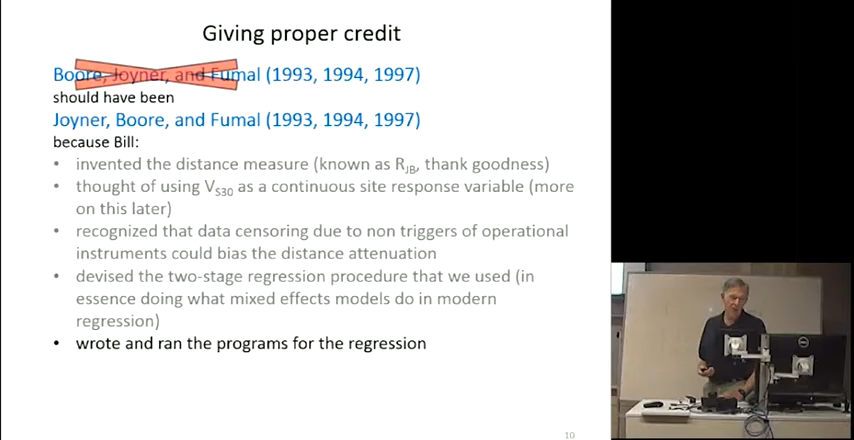 Giving proper credit
Boore, Joyner, and Fumal (1993, 1994, 1997)
should have been
Joyner, Boore, and Fumal (1993, 1994, 1997)
because Bill:
• invented the distance measure (known as RJB, thank goodness)
• thought of using VS30 as a continuous site response variable (more
on this later)
• recognized that data censoring due to non triggers of operational
instruments could bias the distance attenuation
• devised the two-stage regression procedure that we used (in
essence doing what mixed effects models do in modern
regression)
• wrote and ran the programs for the regression
10
DELL